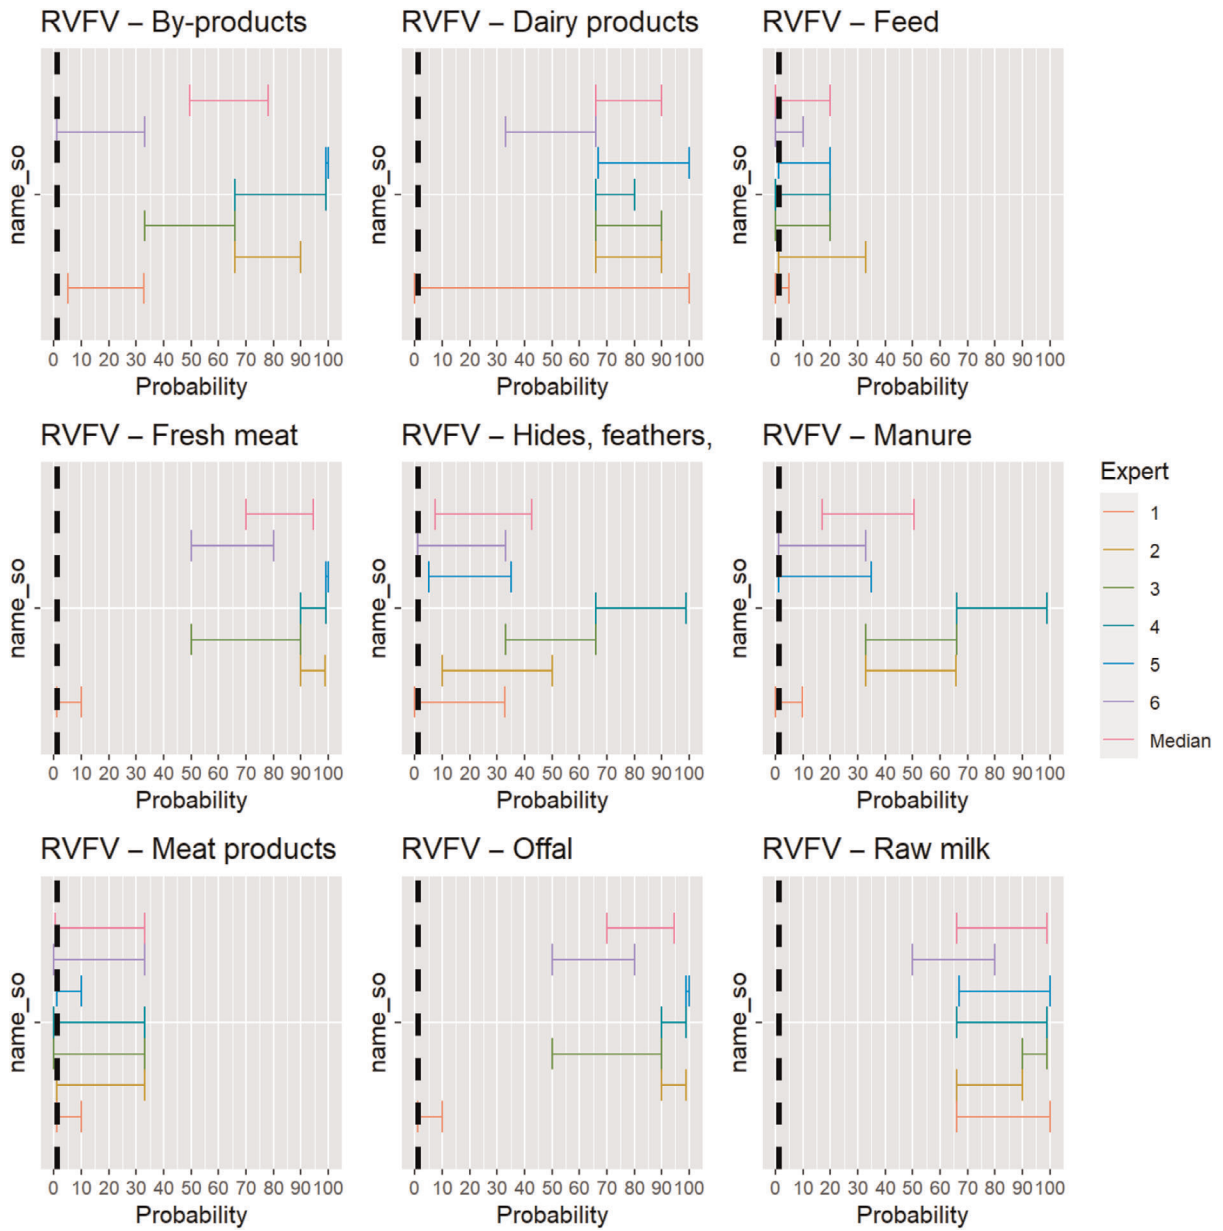 RVFV – By-products
RVFV – Dairy products
RVFV – Feed
name_so
name_so
name_so
0 10 20 30 40 50 60 70 80 90 100
0 10 20 30 40 50 60 70 80 90 100
0 10 20 30 40 50 60 70 80 90 100
Probability
Probability
Probability
RVFV – Fresh meat
RVFV – Hides, feathers,
RVFV – Manure
name_so
name_so
name_so
0 10 20 30 40 50 60 70 80 90 100
0 10 20 30 40 50 60 70 80 90 100
0 10 20 30 40 50 60 70 80 90 100
Probability
Probability
Probability
Expert
1
2
3
4
5
6
Median
RVFV – Meat products
RVFV – Offal
RVFV – Raw milk
name_so
name_so
name_so
0 10 20 30 40 50 60 70 80 90 100
0 10 20 30 40 50 60 70 80 90 100
0 10 20 30 40 50 60 70 80 90 100
Probability
Probability
Probability